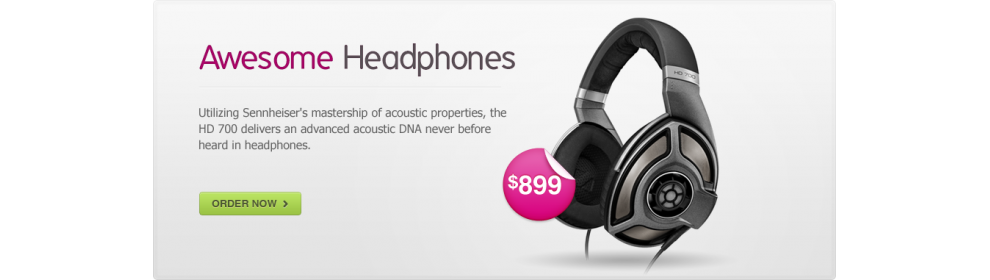 Awesome Headphones
Utilizing Sennheiser's mastership of acoustic properties, the
HD 700 delivers an advanced acoustic DNA never before
heard in headphones.
$899
ORDER NOW
HD 700